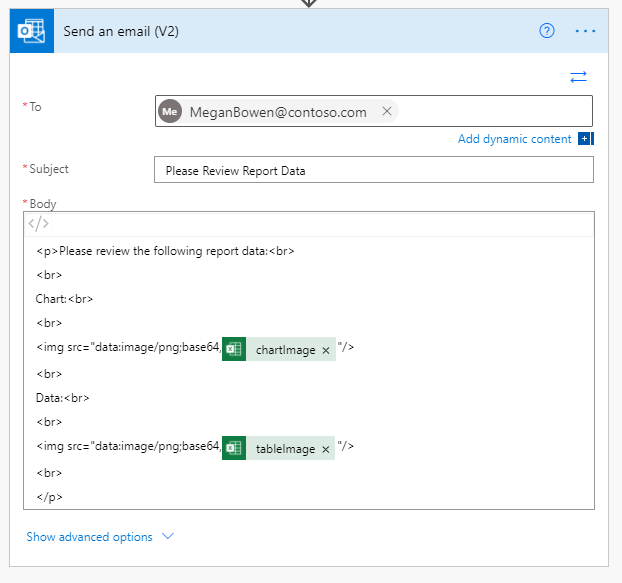 Send an email (V2)
* To
Me MeganBowen@contoso.com
Add dynamic content
* Subject
Please Review Report Data
* Body
</>
<p>Please review the following report data:<br>
<br>
Chart:<br>
<br>
<img src="data:image/png;base64, chartImage "/>
<br>
Data:<br>
<br>
<img src="data:image/png;base64, tableImage "/>
<br>
</p>
Show advanced options